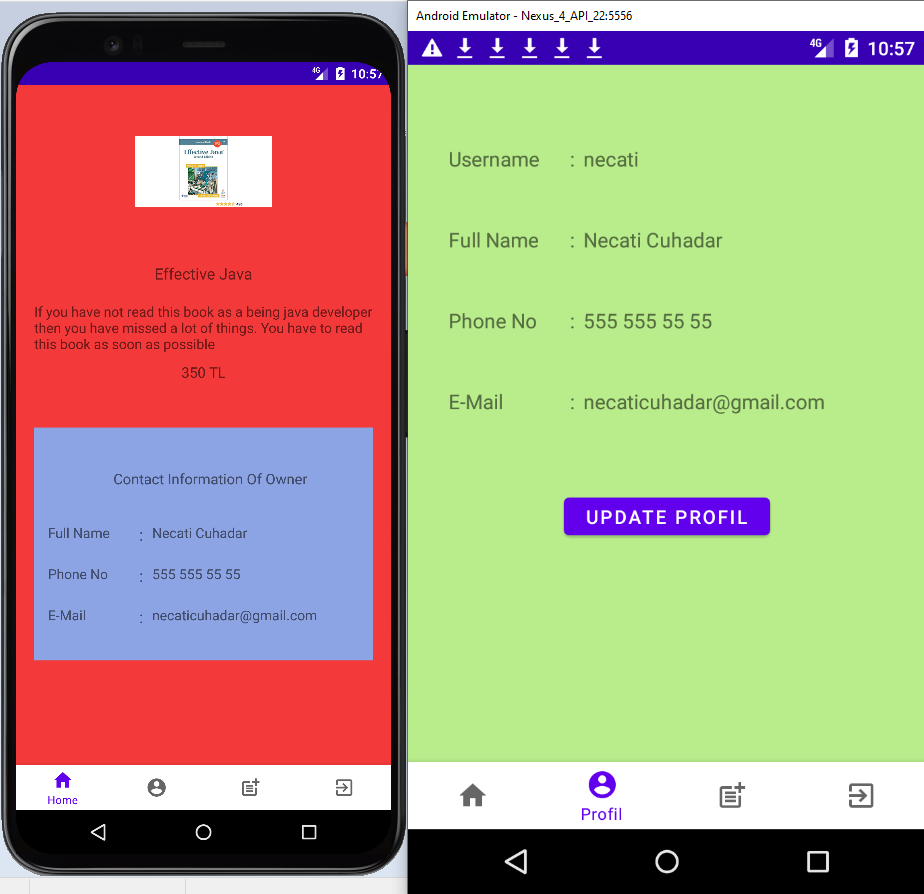 4G 10:57
Effective Java
Effective Java
If you have not read this book as a being java developer
then you have missed a lot of things. You have to read
this book as soon as possible
350 TL
Contact Information Of Owner
Full Name : Necati Cuhadar
Phone No : 555 555 55 55
E-Mail : necaticuhadar@gmail.com
Home
Android Emulator - Nexus_4_API_22:5556
4G 10:57
Username : necati
Full Name : Necati Cuhadar
Phone No : 555 555 55 55
E-Mail : necaticuhadar@gmail.com
UPDATE PROFIL
Profil